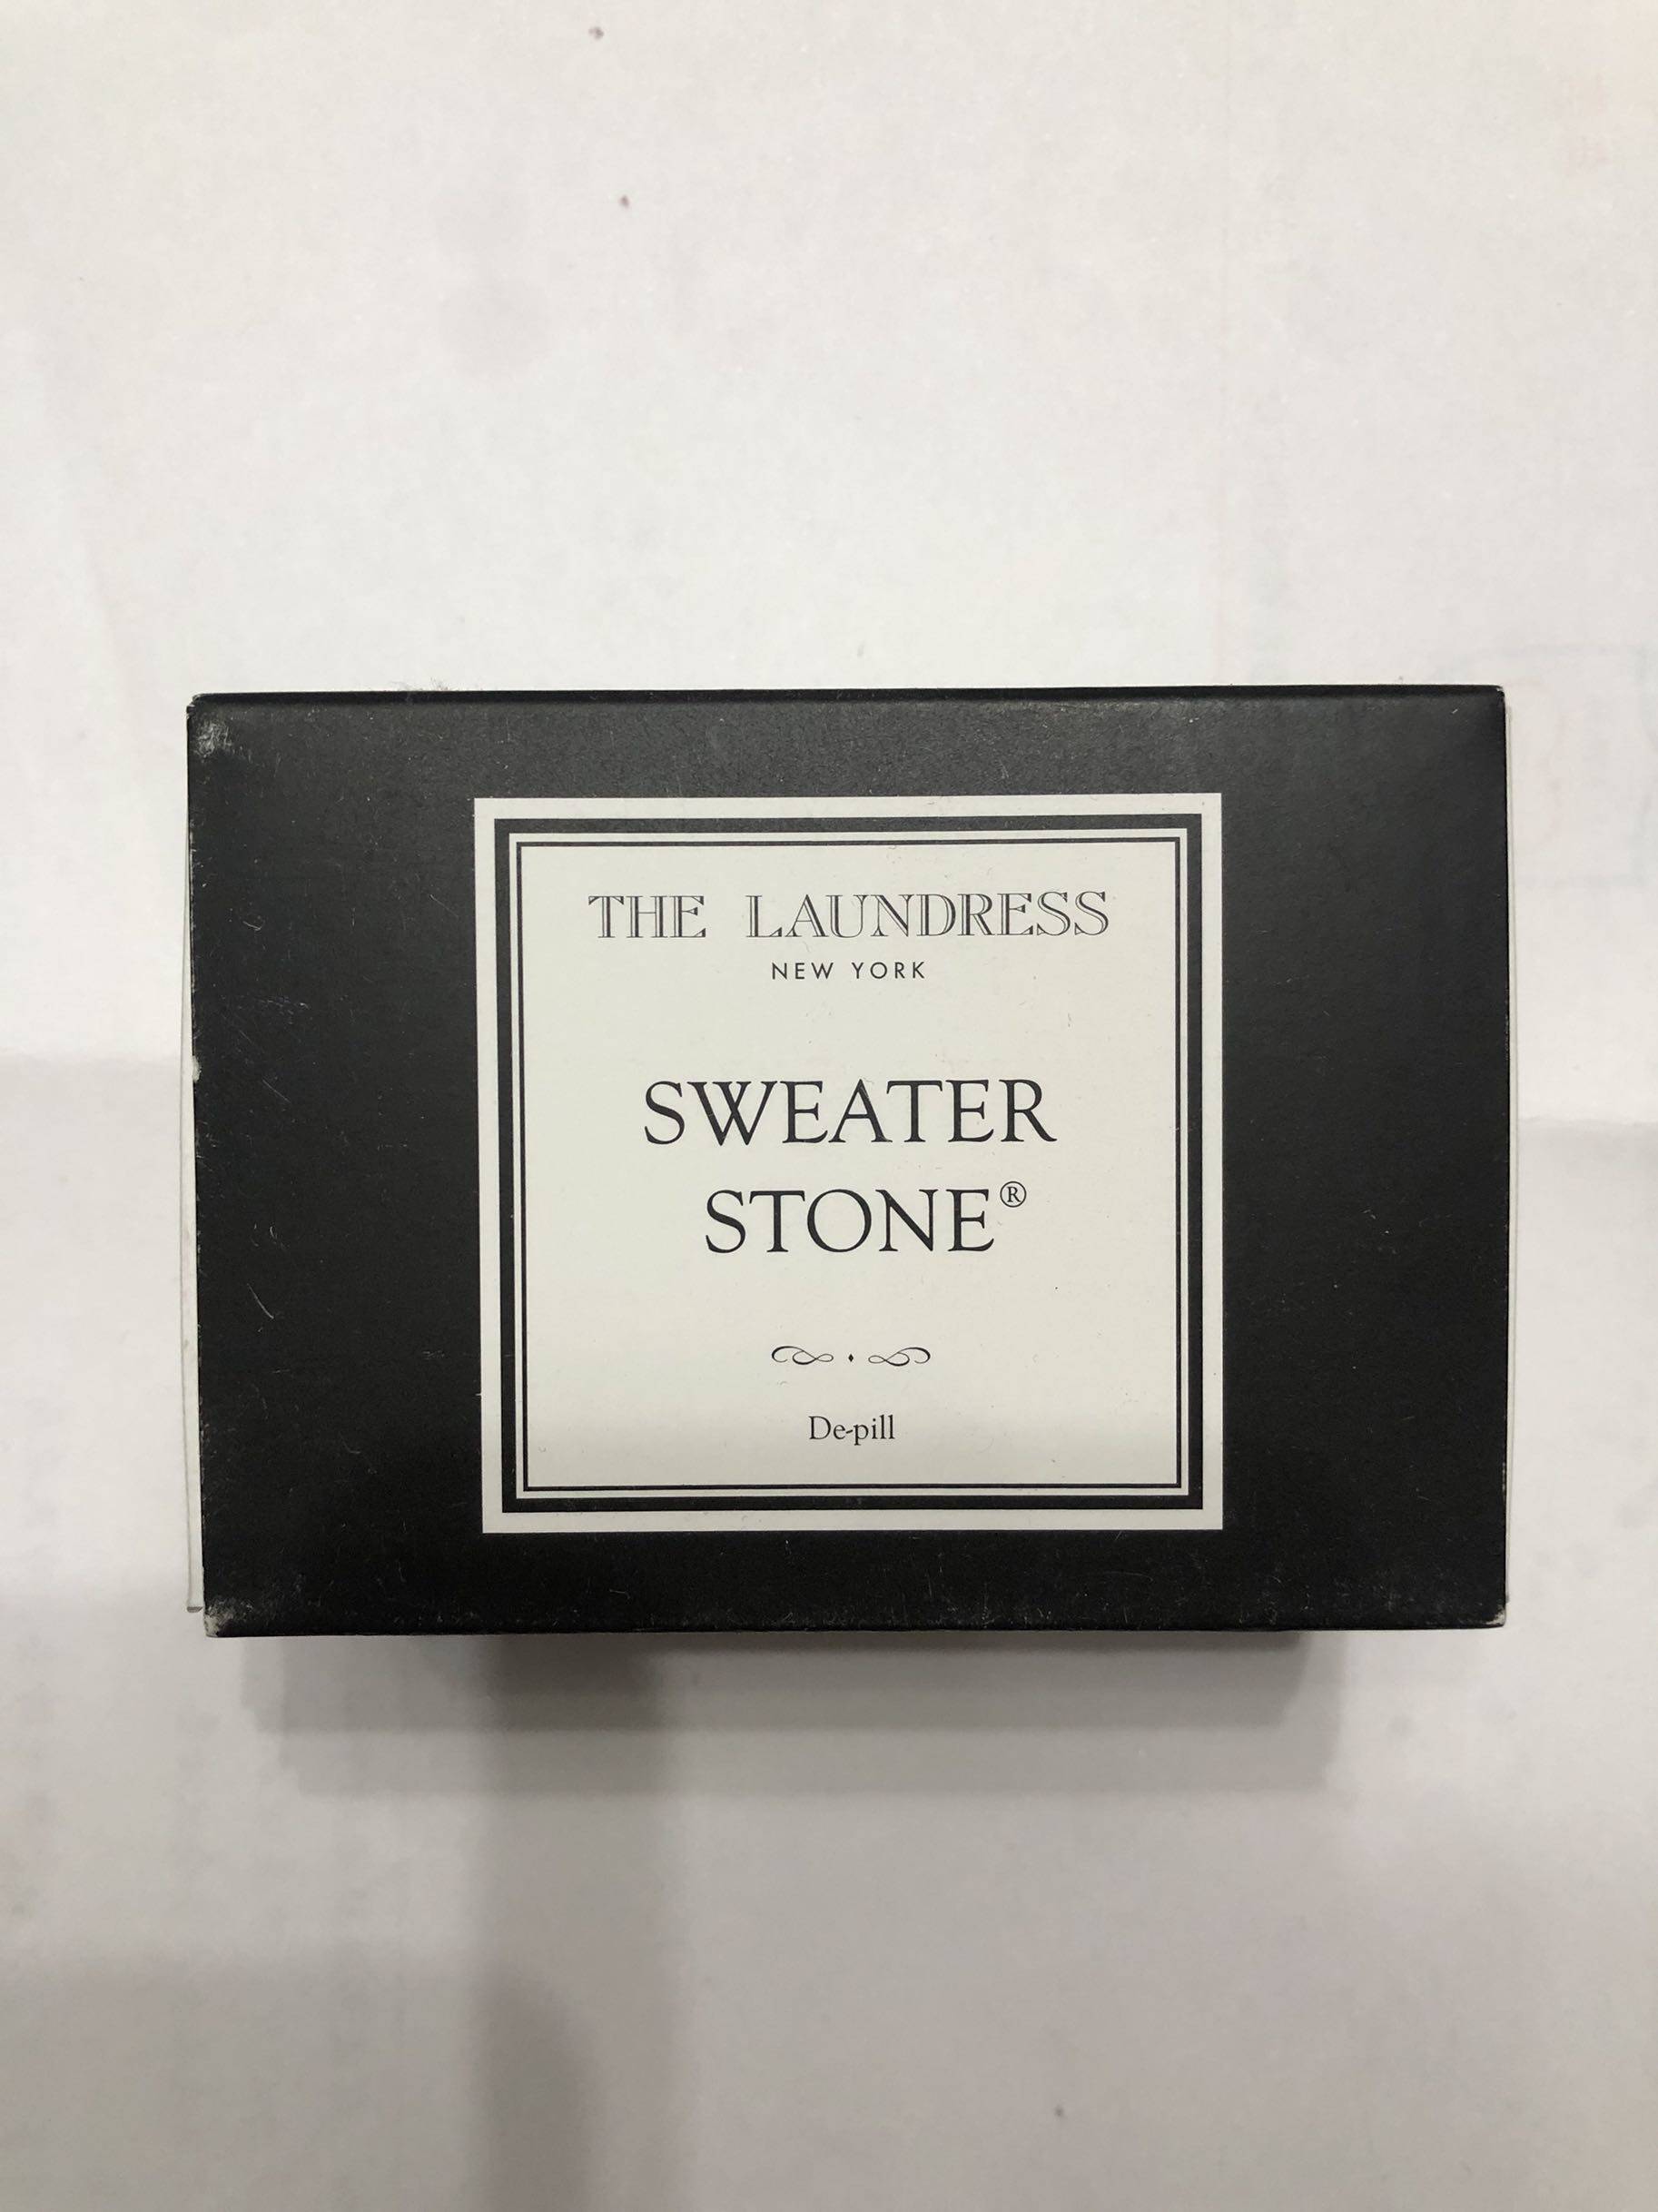 THE LAUNDRESS
NEW YORK
SWEATER
STONE®
De-pill